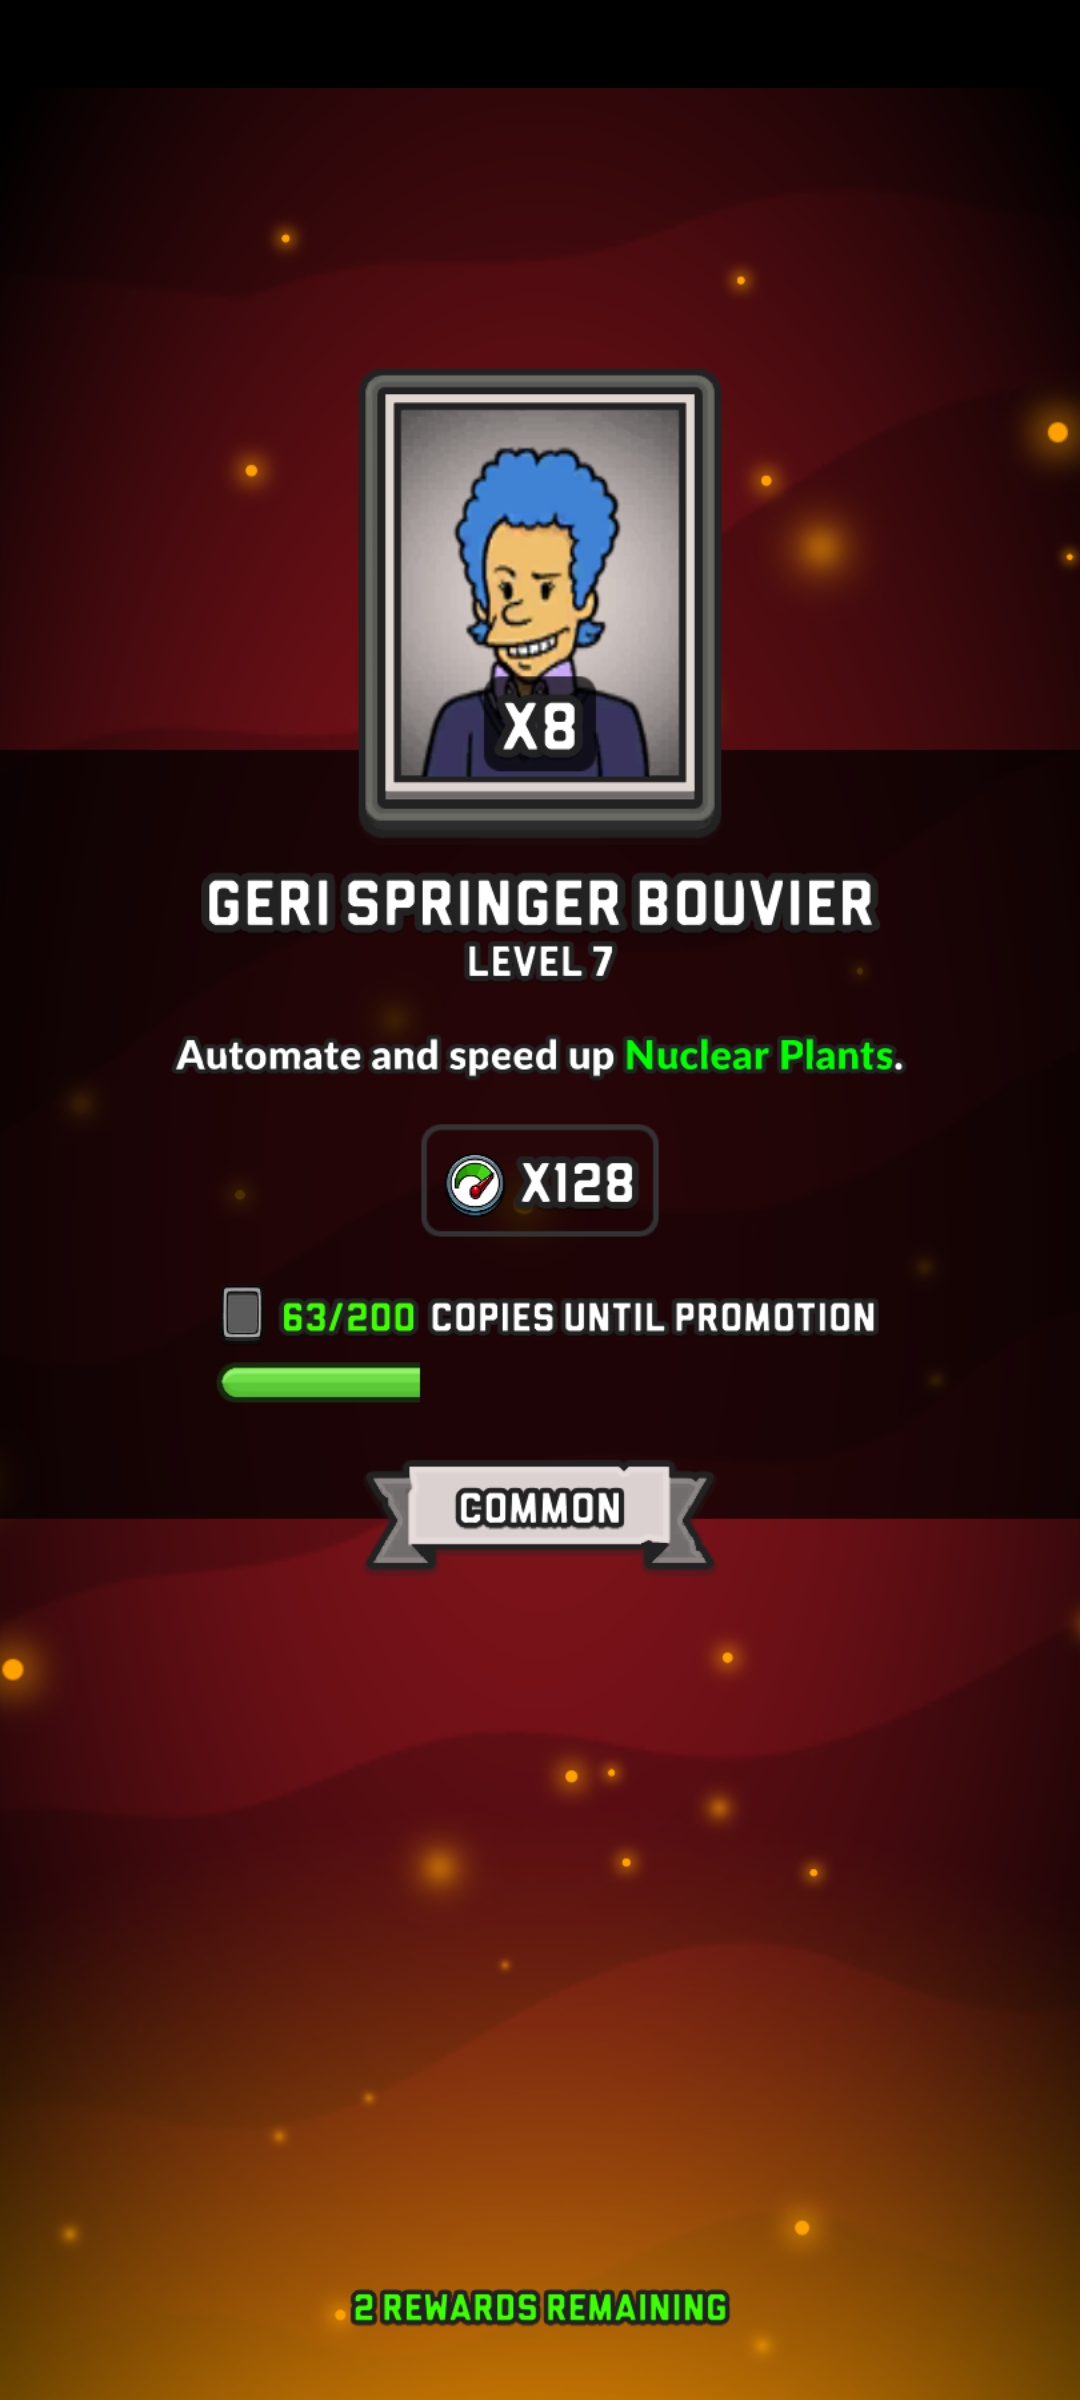 X8
GERI SPRINGER BOUVIER
LEVEL 7
Automate and speed up Nuclear Plants.
X128
63/200 COPIES UNTIL PROMOTION
COMMON
2 REWARDS REMAINING